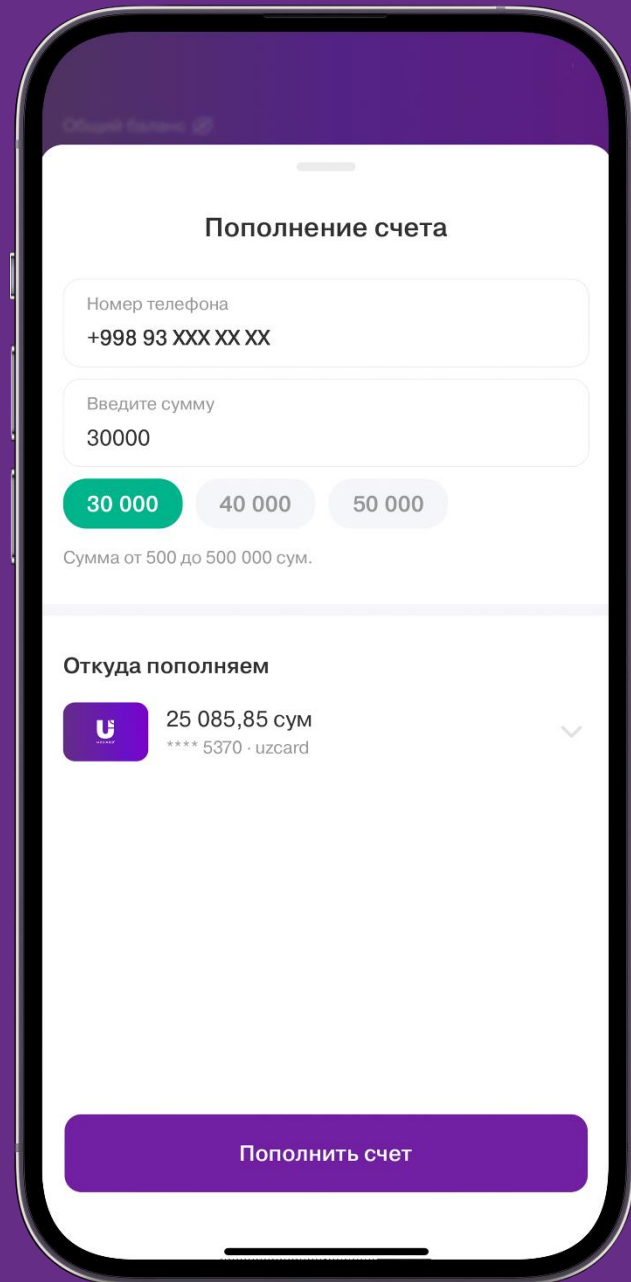 Общий баланс
Пополнение счета
Номер телефона
+998 93 XXX XX XX
Введите сумму
30000
30 000
40 000
50 000
Сумма от 500 до 500 000 сум.
Откуда пополняем
25 085,85 сум
**** 5370 · uzcard
Пополнить счет